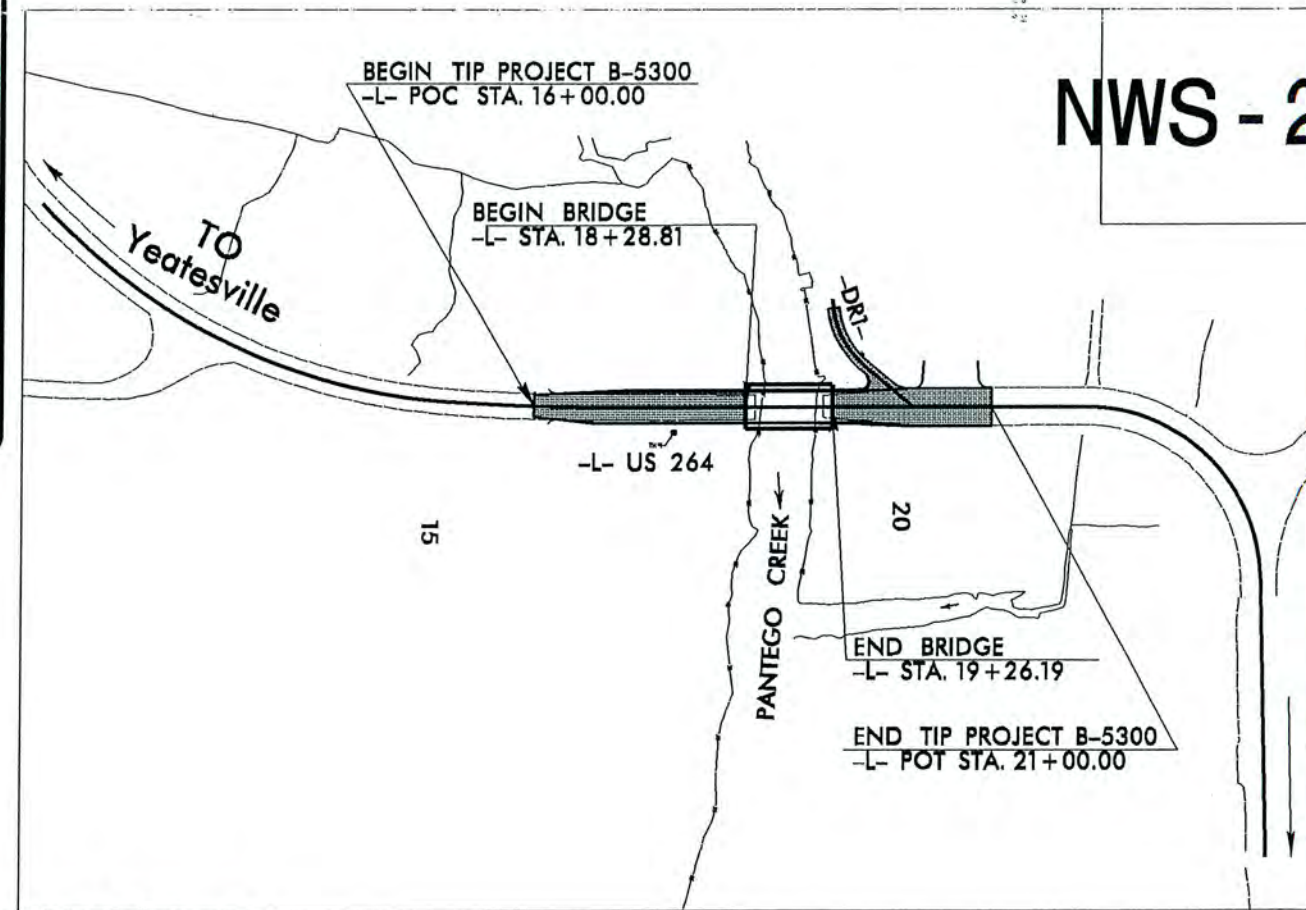 BEGIN TIP PROJECT B-5300
-L- POC STA. 16+00.00
NWS - 2
BEGIN BRIDGE
-L- STA. 18+28.81
TO
Yeatesville
-DR1-
-L- US 264
15
20
PANTEGO CREEK
END BRIDGE
-L- STA. 19+26.19
END TIP PROJECT B-5300
-L- POT STA. 21+00.00